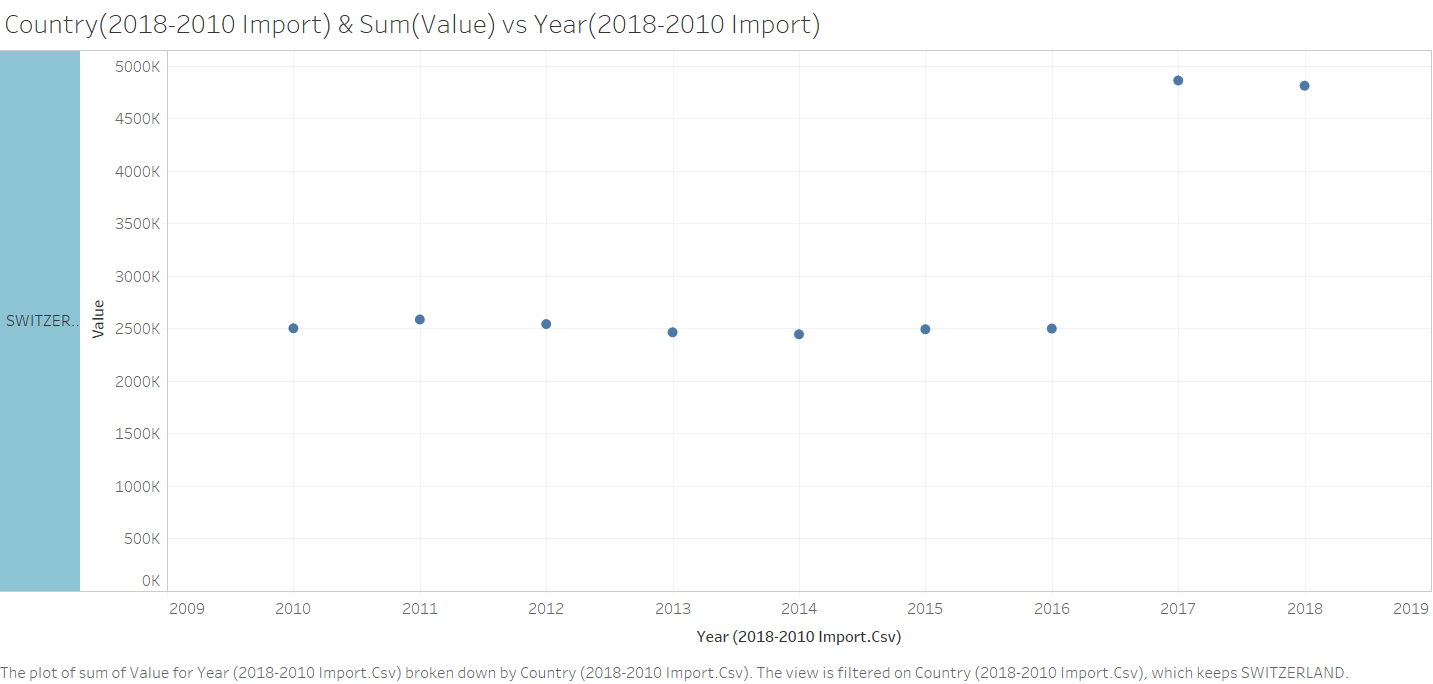 Country(2018-2010 Import) & Sum(Value) vs Year(2018-2010 Import)
5000K
4500K
4000K
3500K
3000K
2500K
2000K
1500K
1000K
500K
0K
Value
SWITZER..
2009 2010 2011 2012 2013 2014 2015 2016 2017 2018 2019
Year (2018-2010 Import.Csv)
The plot of sum of Value for Year (2018-2010 Import.Csv) broken down by Country (2018-2010 Import.Csv). The view is filtered on Country (2018-2010 Import.Csv), which keeps SWITZERLAND.